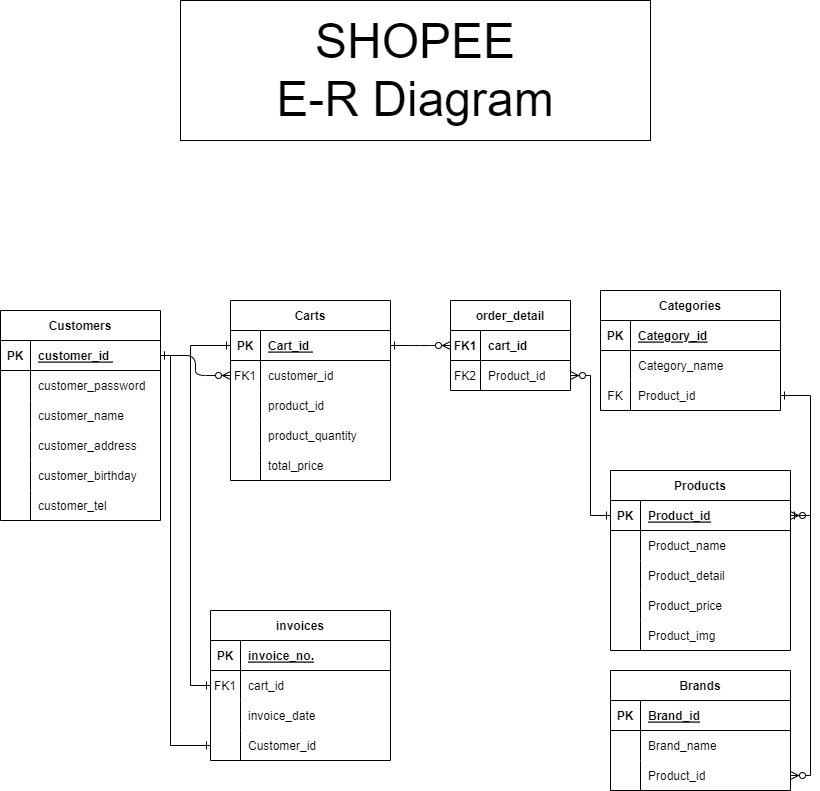 SHOPEE
E-R Diagram
Customers
PK customer_id
customer_password
customer_name
customer_address
customer_birthday
customer_tel
Carts
PK Cart_id
FK1 customer_id
product_id
product_quantity
total_price
order_detail
FK1 cart_id
FK2 Product_id
Categories
PK Category_id
Category_name
FK Product_id
Products
PK Product_id
Product_name
Product_detail
Product_price
Product_img
invoices
PK invoice_no.
FK1 cart_id
invoice_date
Customer_id
Brands
PK Brand_id
Brand_name
Product_id